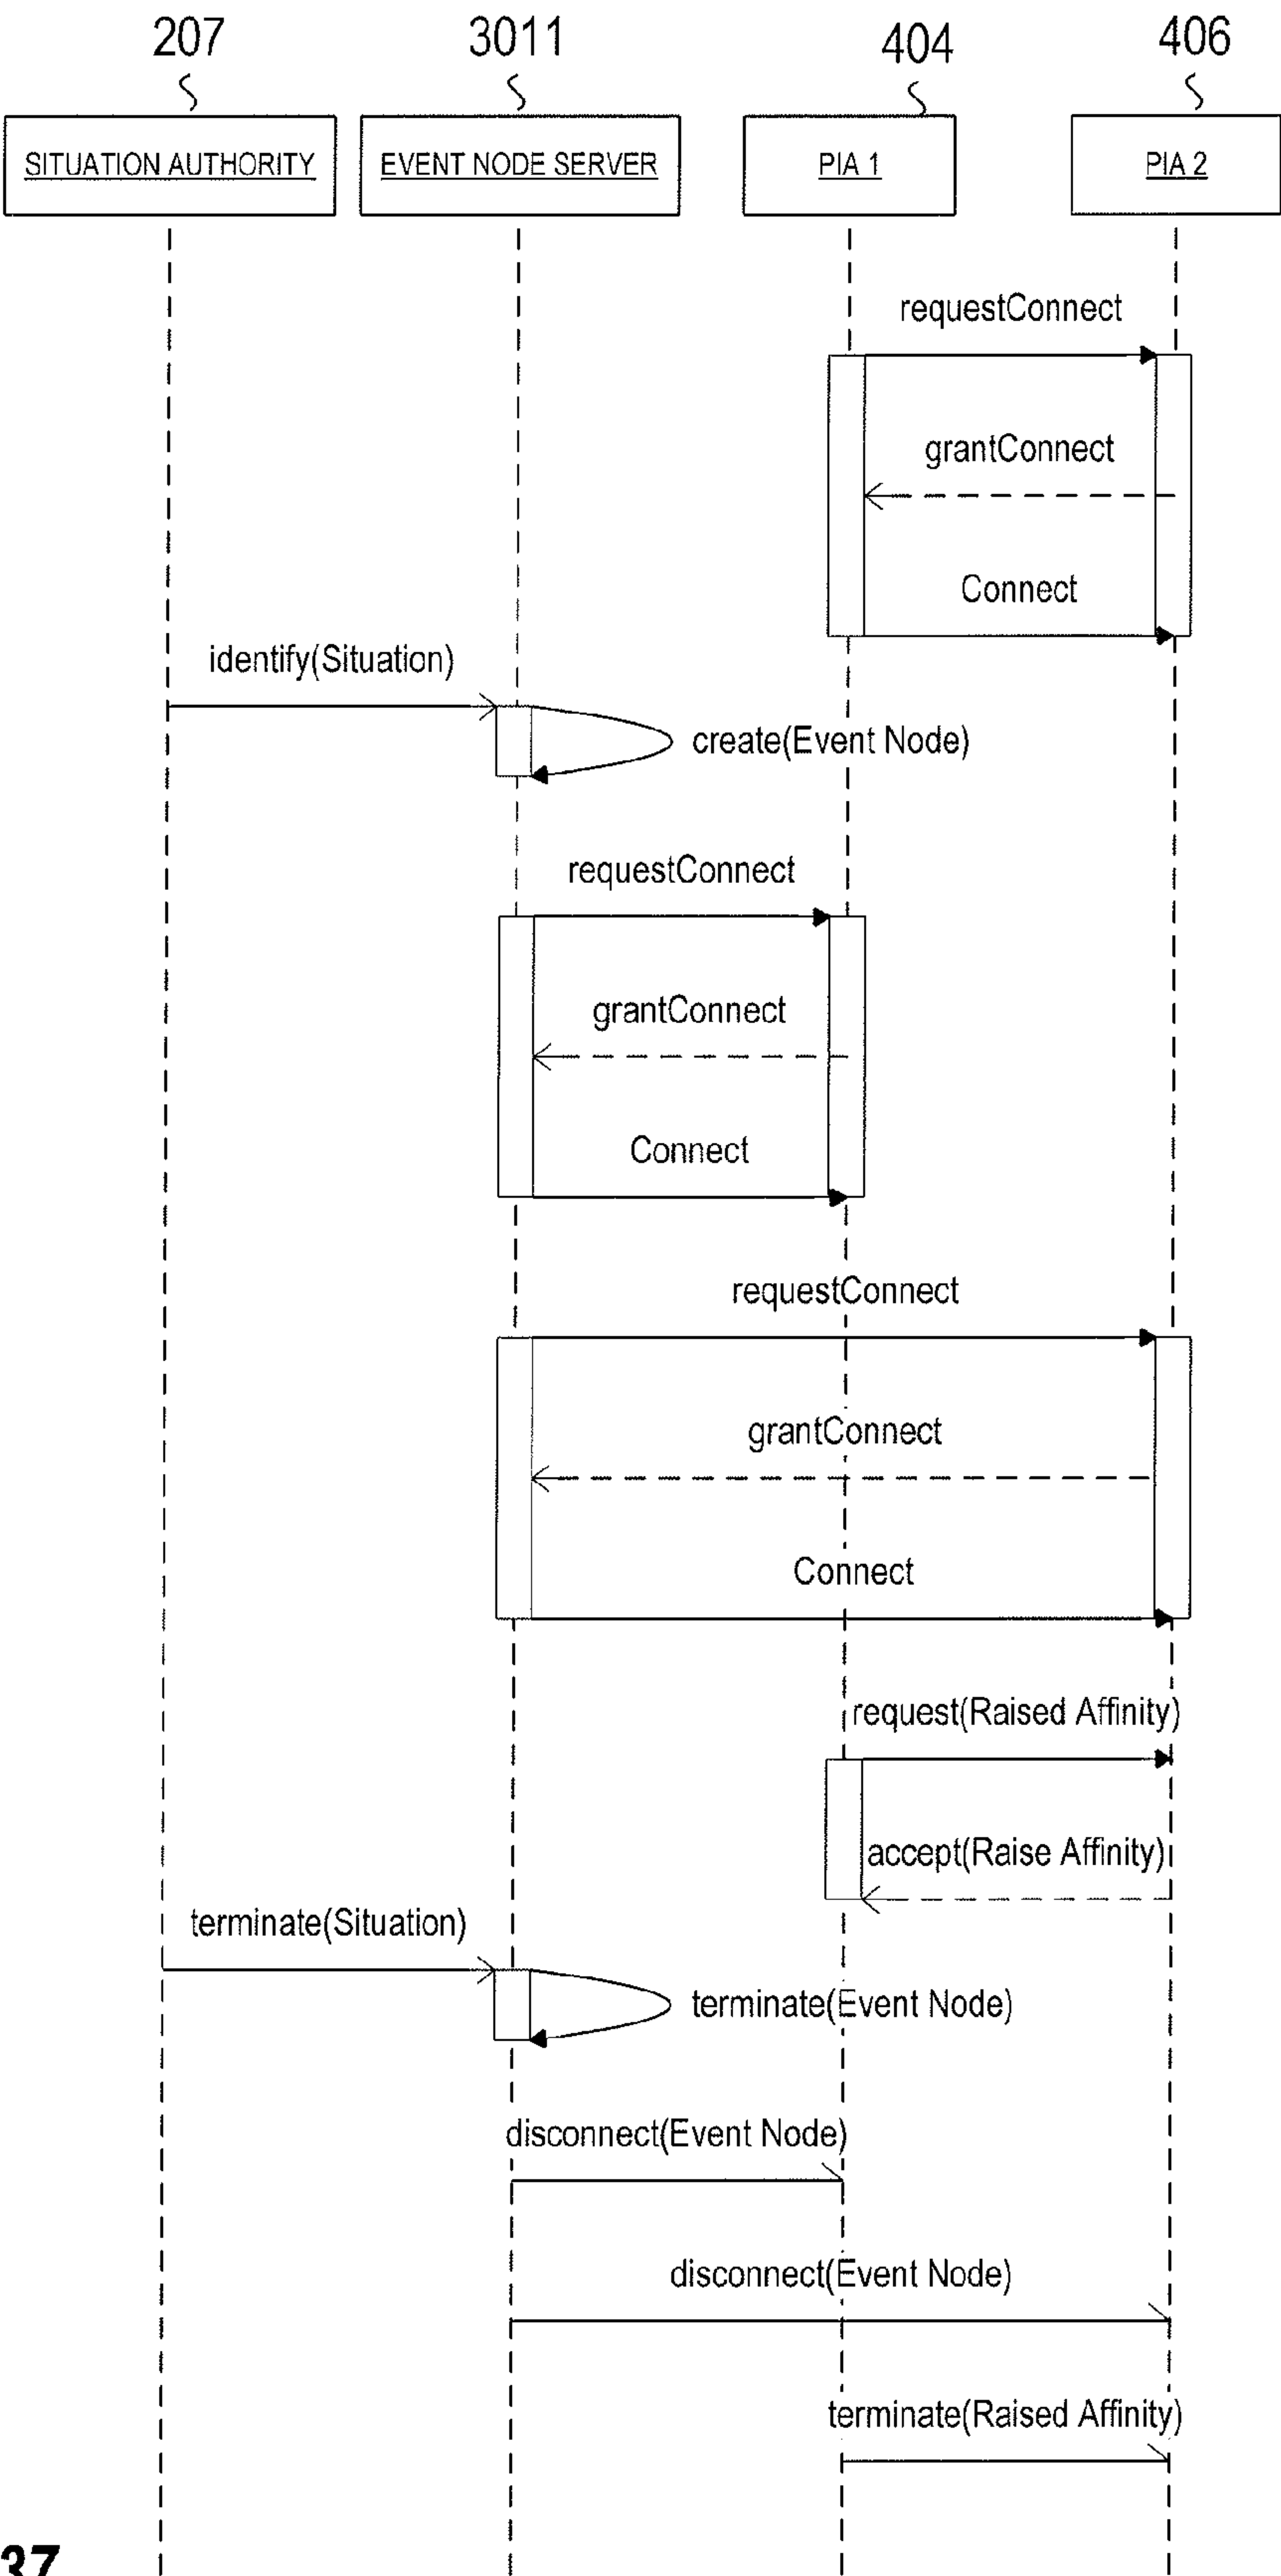 207 3011 404 406
SITUATION AUTHORITY EVENT NODE SERVER PIA 1 PIA 2
requestConnect
grantConnect
Connect
identify(Situation)
create(Event Node)
requestConnect
grantConnect
Connect
requestConnect
grantConnect
Connect
request(Raised Affinity)
accept(Raise Affinity)
terminate(Situation)
terminate(Event Node)
disconnect(Event Node)
disconnect(Event Node)
terminate(Raised Affinity)
37